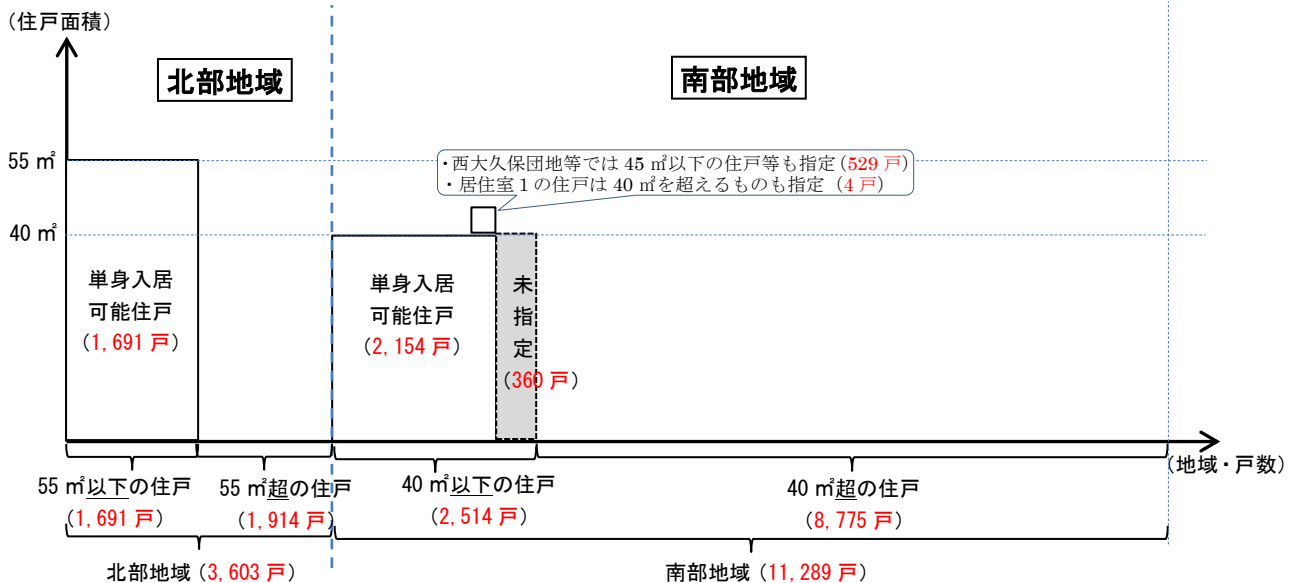 （住戸面積）
北部地域
南部地域
55 ㎡
・西大久保団地等では 45 ㎡以下の住戸等も指定（529 戸）
・居住室１の住戸は 40 ㎡を超えるものも指定 （4 戸）
40 ㎡
単身入居
可能住戸
（1,691 戸）
単身入居
可能住戸
（2,154 戸）
未
指
定
（360 戸）
（地域・戸数）
55 ㎡以下の住戸
（1,691 戸）
55 ㎡超の住戸
（1,914 戸）
40 ㎡以下の住戸
（2,514 戸）
40 ㎡超の住戸
（8,775 戸）
北部地域（3,603 戸）
南部地域（11,289 戸）